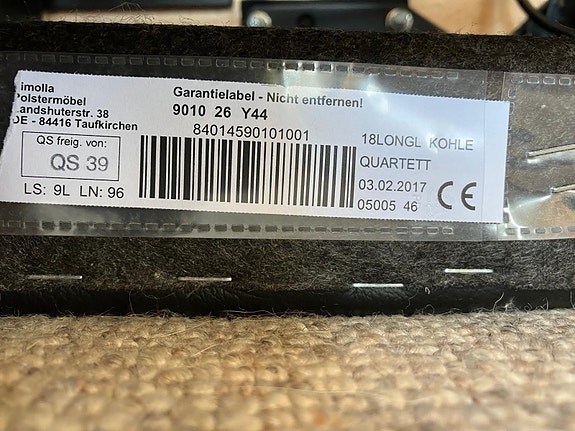 imolla
Polstermöbel
Landshuterstr. 38
DE - 84416 Taufkirchen
QS freig. von:
QS 39
LS: 9L LN: 96
Garantielabel - Nicht entfernen!
9010 26 Y44
84014590101001
18LONGL KOHLE
QUARTETT
03.02.2017
05005 46
CE